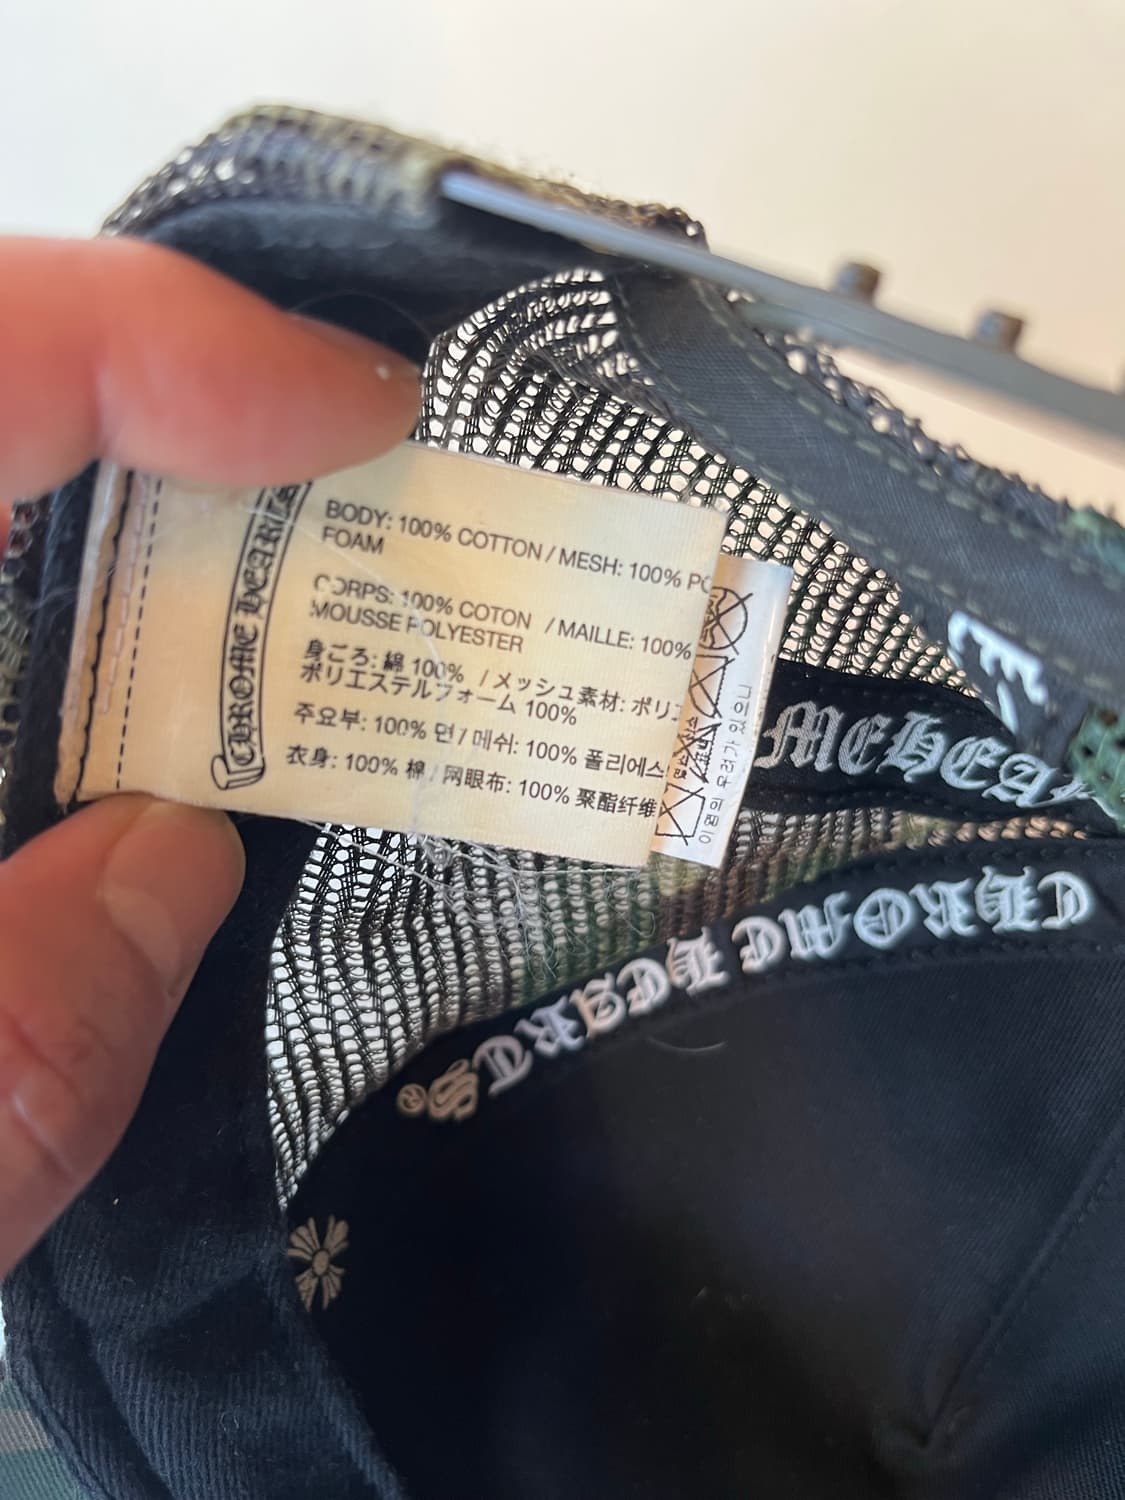 CHROME HEARTS
BODY: 100% COTTON / MESH: 100%
FOAM
CORPS: 100% COTON / MAILLE: 100%
MOUSSE POLYESTER
身ごろ: 綿 100% / メッシュ素材: ポリエ
ポリエステルフォーム 100%
주요부: 100% 면 / 메쉬: 100% 폴리에스
衣身: 100% 棉 / 网眼布: 100% 聚酯纤维
MEHEA
CHROME HEARTS®